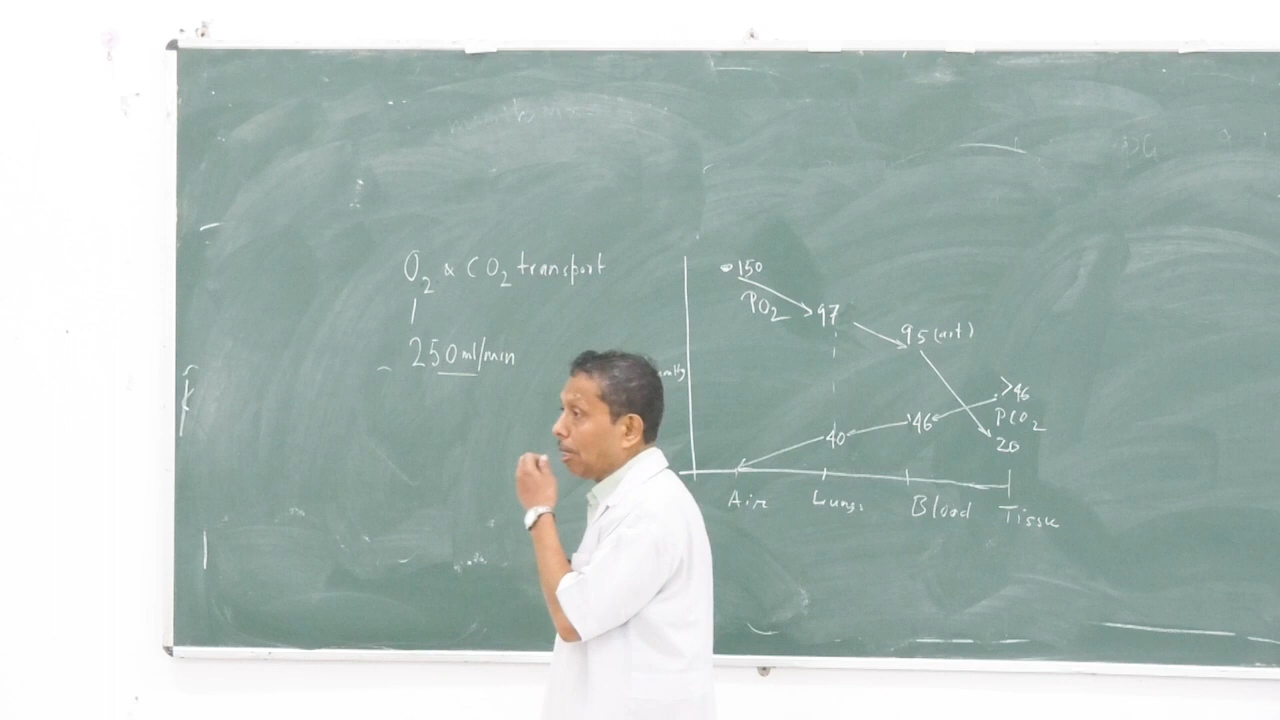 O2 & CO2 transport
250 ml/min
150
PO2
97
95 (art)
>46
PCO2
20
46
40
Air Lungs Blood Tissue